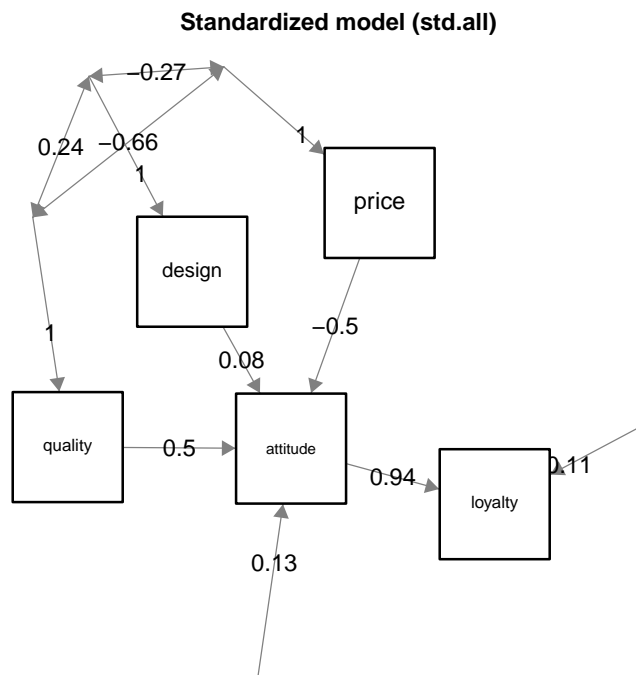 Standardized model (std.all)
−0.27
0.24
−0.66
1
1
price
design
1
−0.5
0.08
quality
0.5
attitude
0.94
loyalty
0.11
0.13